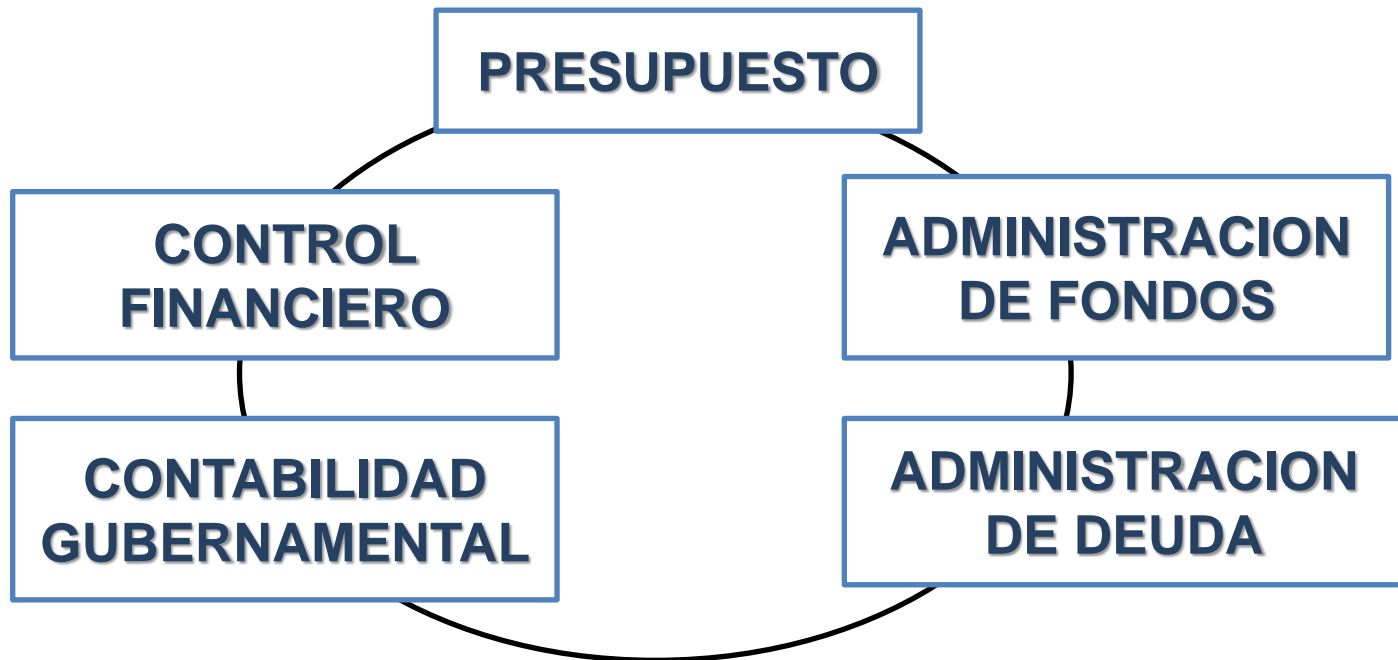 PRESUPUESTO
CONTROL
FINANCIERO
ADMINISTRACION
DE FONDOS
CONTABILIDAD
GUBERNAMENTAL
ADMINISTRACION
DE DEUDA